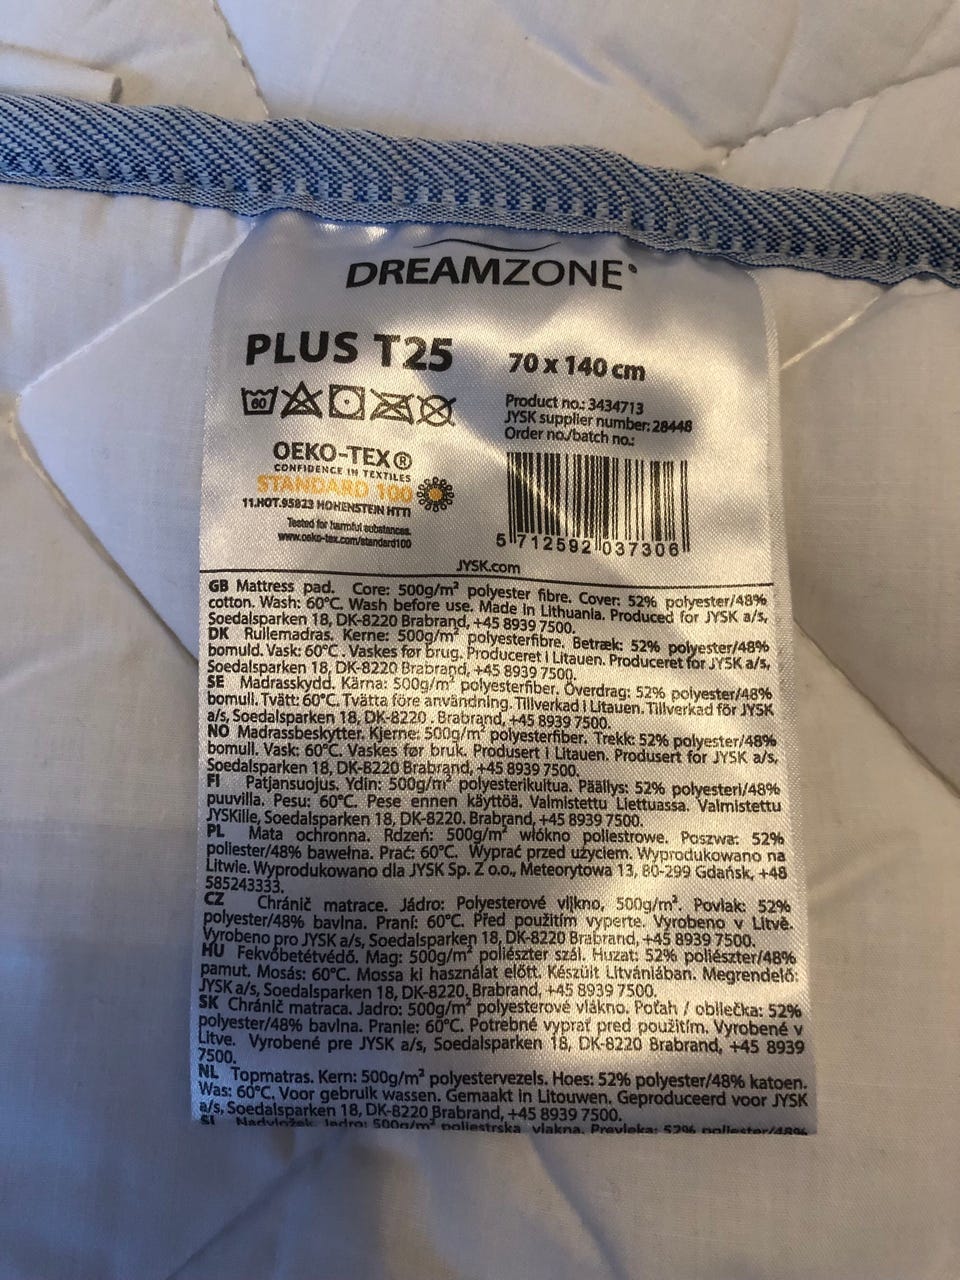 DREAMZONE®
PLUS T25
70 x 140 cm
60
Product no.: 3434713
JYSK supplier number: 28448
Order no./batch no.:
OEKO-TEX®
CONFIDENCE IN TEXTILES
STANDARD 100
11.HOT.95823 HOHENSTEIN HTTI
Tested for harmful substances.
www.oeko-tex.com/standard100
5 712592 037306
JYSK.com
GB Mattress pad. Core: 500g/m² polyester fibre. Cover: 52% polyester/48%
cotton. Wash: 60°C. Wash before use. Made in Lithuania. Produced for JYSK a/s,
Soedalsparken 18, DK-8220 Brabrand, +45 8939 7500.
DK Rullemadras. Kerne: 500g/m² polyesterfibre. Betræk: 52% polyester/48%
bomuld. Vask: 60°C. Vaskes før brug. Produceret i Litauen. Produceret for JYSK a/s,
Soedalsparken 18, DK-8220 Brabrand, +45 8939 7500.
SE Madrasskydd. Kärna: 500g/m² polyesterfiber. Överdrag: 52% polyester/48%
bomull. Tvätt: 60°C. Tvätta före användning. Tillverkad i Litauen. Tillverkad för JYSK
a/s, Soedalsparken 18, DK-8220 . Brabrand, +45 8939 7500.
NO Madrassbeskytter. Kjerne: 500g/m² polyesterfiber. Trekk: 52% polyester/48%
bomull. Vask: 60°C. Vaskes før bruk. Produsert i Litauen. Produsert for JYSK a/s,
Soedalsparken 18, DK-8220 Brabrand, +45 8939 7500.
FI Patjansuojus. Ydin: 500g/m² polyesterikuitua. Päällys: 52% polyesteri/48%
puuvilla. Pesu: 60°C. Pese ennen käyttöä. Valmistettu Liettuassa. Valmistettu
JYSKille, Soedalsparken 18, DK-8220. Brabrand, +45 8939 7500.
PL Mata ochronna. Rdzeń: 500g/m² włókno poliestrowe. Poszwa: 52%
poliester/48% bawełna. Prać: 60°C. Wyprać przed użyciem. Wyprodukowano na
Litwie. Wyprodukowano dla JYSK Sp. Z o.o., Meteorytowa 13, 80-299 Gdańsk, +48
585243333.
CZ Chránič matrace. Jádro: Polyesterové vljkno, 500g/m². Povlak: 52%
polyester/48% bavlna. Praní: 60°C. Před použitím vyperte. Vyrobeno v Litvě.
Vyrobeno pro JYSK a/s, Soedalsparken 18, DK-8220 Brabrand, +45 8939 7500.
HU Fekvőbetétvédő. Mag: 500g/m² poliészter szál. Huzat: 52% poliészter/48%
pamut. Mosás: 60°C. Mossa ki használat előtt. Készült Litvániában. Megrendelő:
JYSK a/s, Soedalsparken 18, DK-8220, Brabrand, +45 8939 7500.
SK Chránič matraca. Jadro: 500g/m² polyesterové vlákno. Poťah / obliečka: 52%
polyester/48% bavlna. Pranie: 60°C. Potrebné vyprať pred použitím. Vyrobené v
Litve. Vyrobené pre JYSK a/s, Soedalsparken 18, DK-8220 Brabrand, +45 8939
7500.
NL Topmatras. Kern: 500g/m² polyestervezels. Hoes: 52% polyester/48% katoen.
Was: 60°C. Voor gebruik wassen. Gemaakt in Litouwen. Geproduceerd voor JYSK
a/s, Soedalsparken 18, DK-8220 Brabrand, +45 8939 7500.
SI Nadvložek. Jedro: 500g/m² poliestrska vlakna. Prevleka: 52% poliester/48%